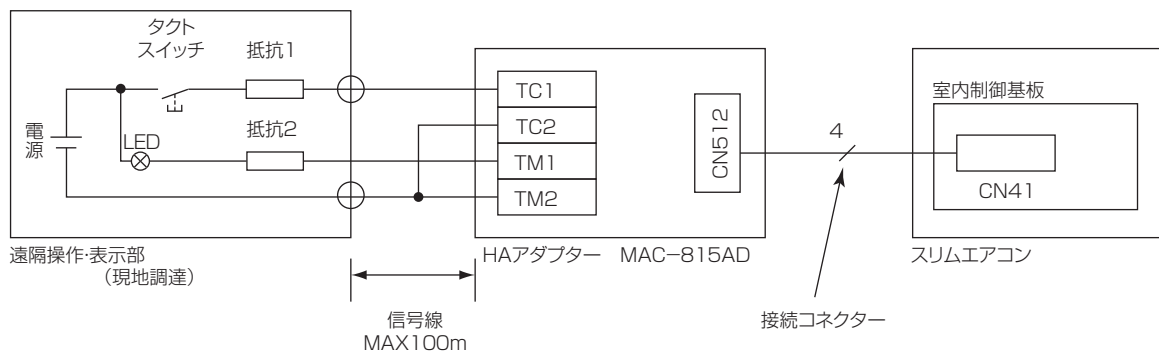 タクト
スイッチ
抵抗1
電源
LED
抵抗2
TC1
TC2
TM1
TM2
CN512
4
室内制御基板
CN41
遠隔操作・表示部
（現地調達）
HAアダプター　MAC−815AD
スリムエアコン
信号線
MAX100m
接続コネクター